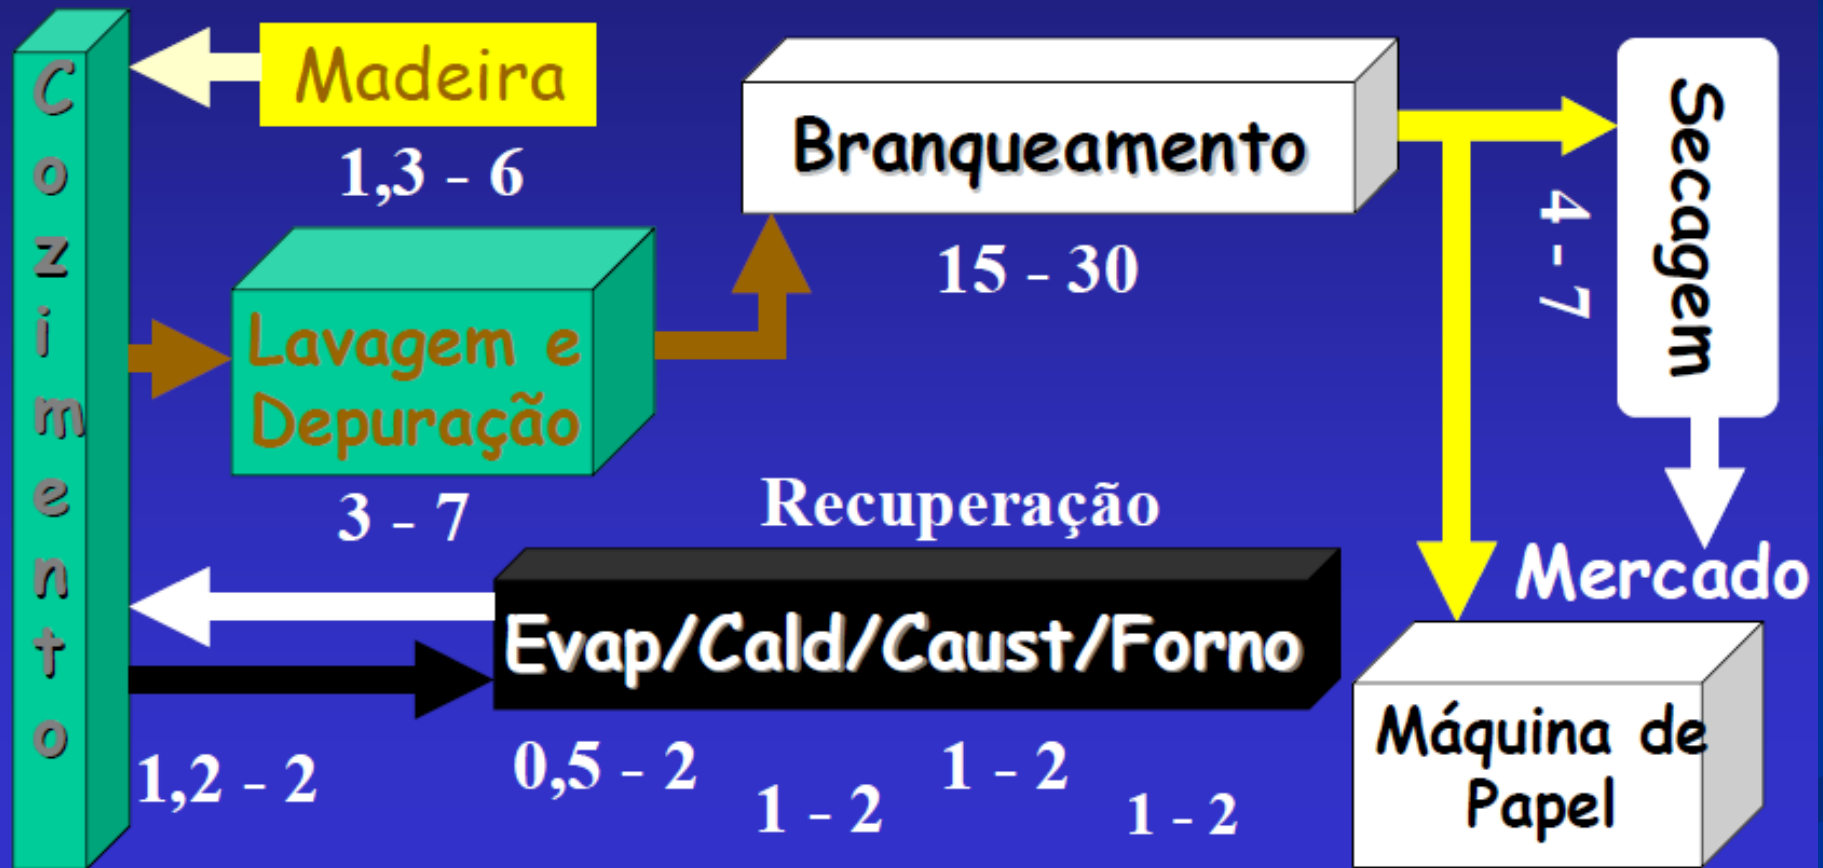 Cozimento
Madeira
1,3 - 6
Lavagem e
Depuração
3 - 7
Branqueamento
15 - 30
Secagem
4 - 7
Mercado
Recuperação
Evap/Cald/Caust/Forno
1,2 - 2
0,5 - 2
1 - 2
1 - 2
1 - 2
Máquina de
Papel